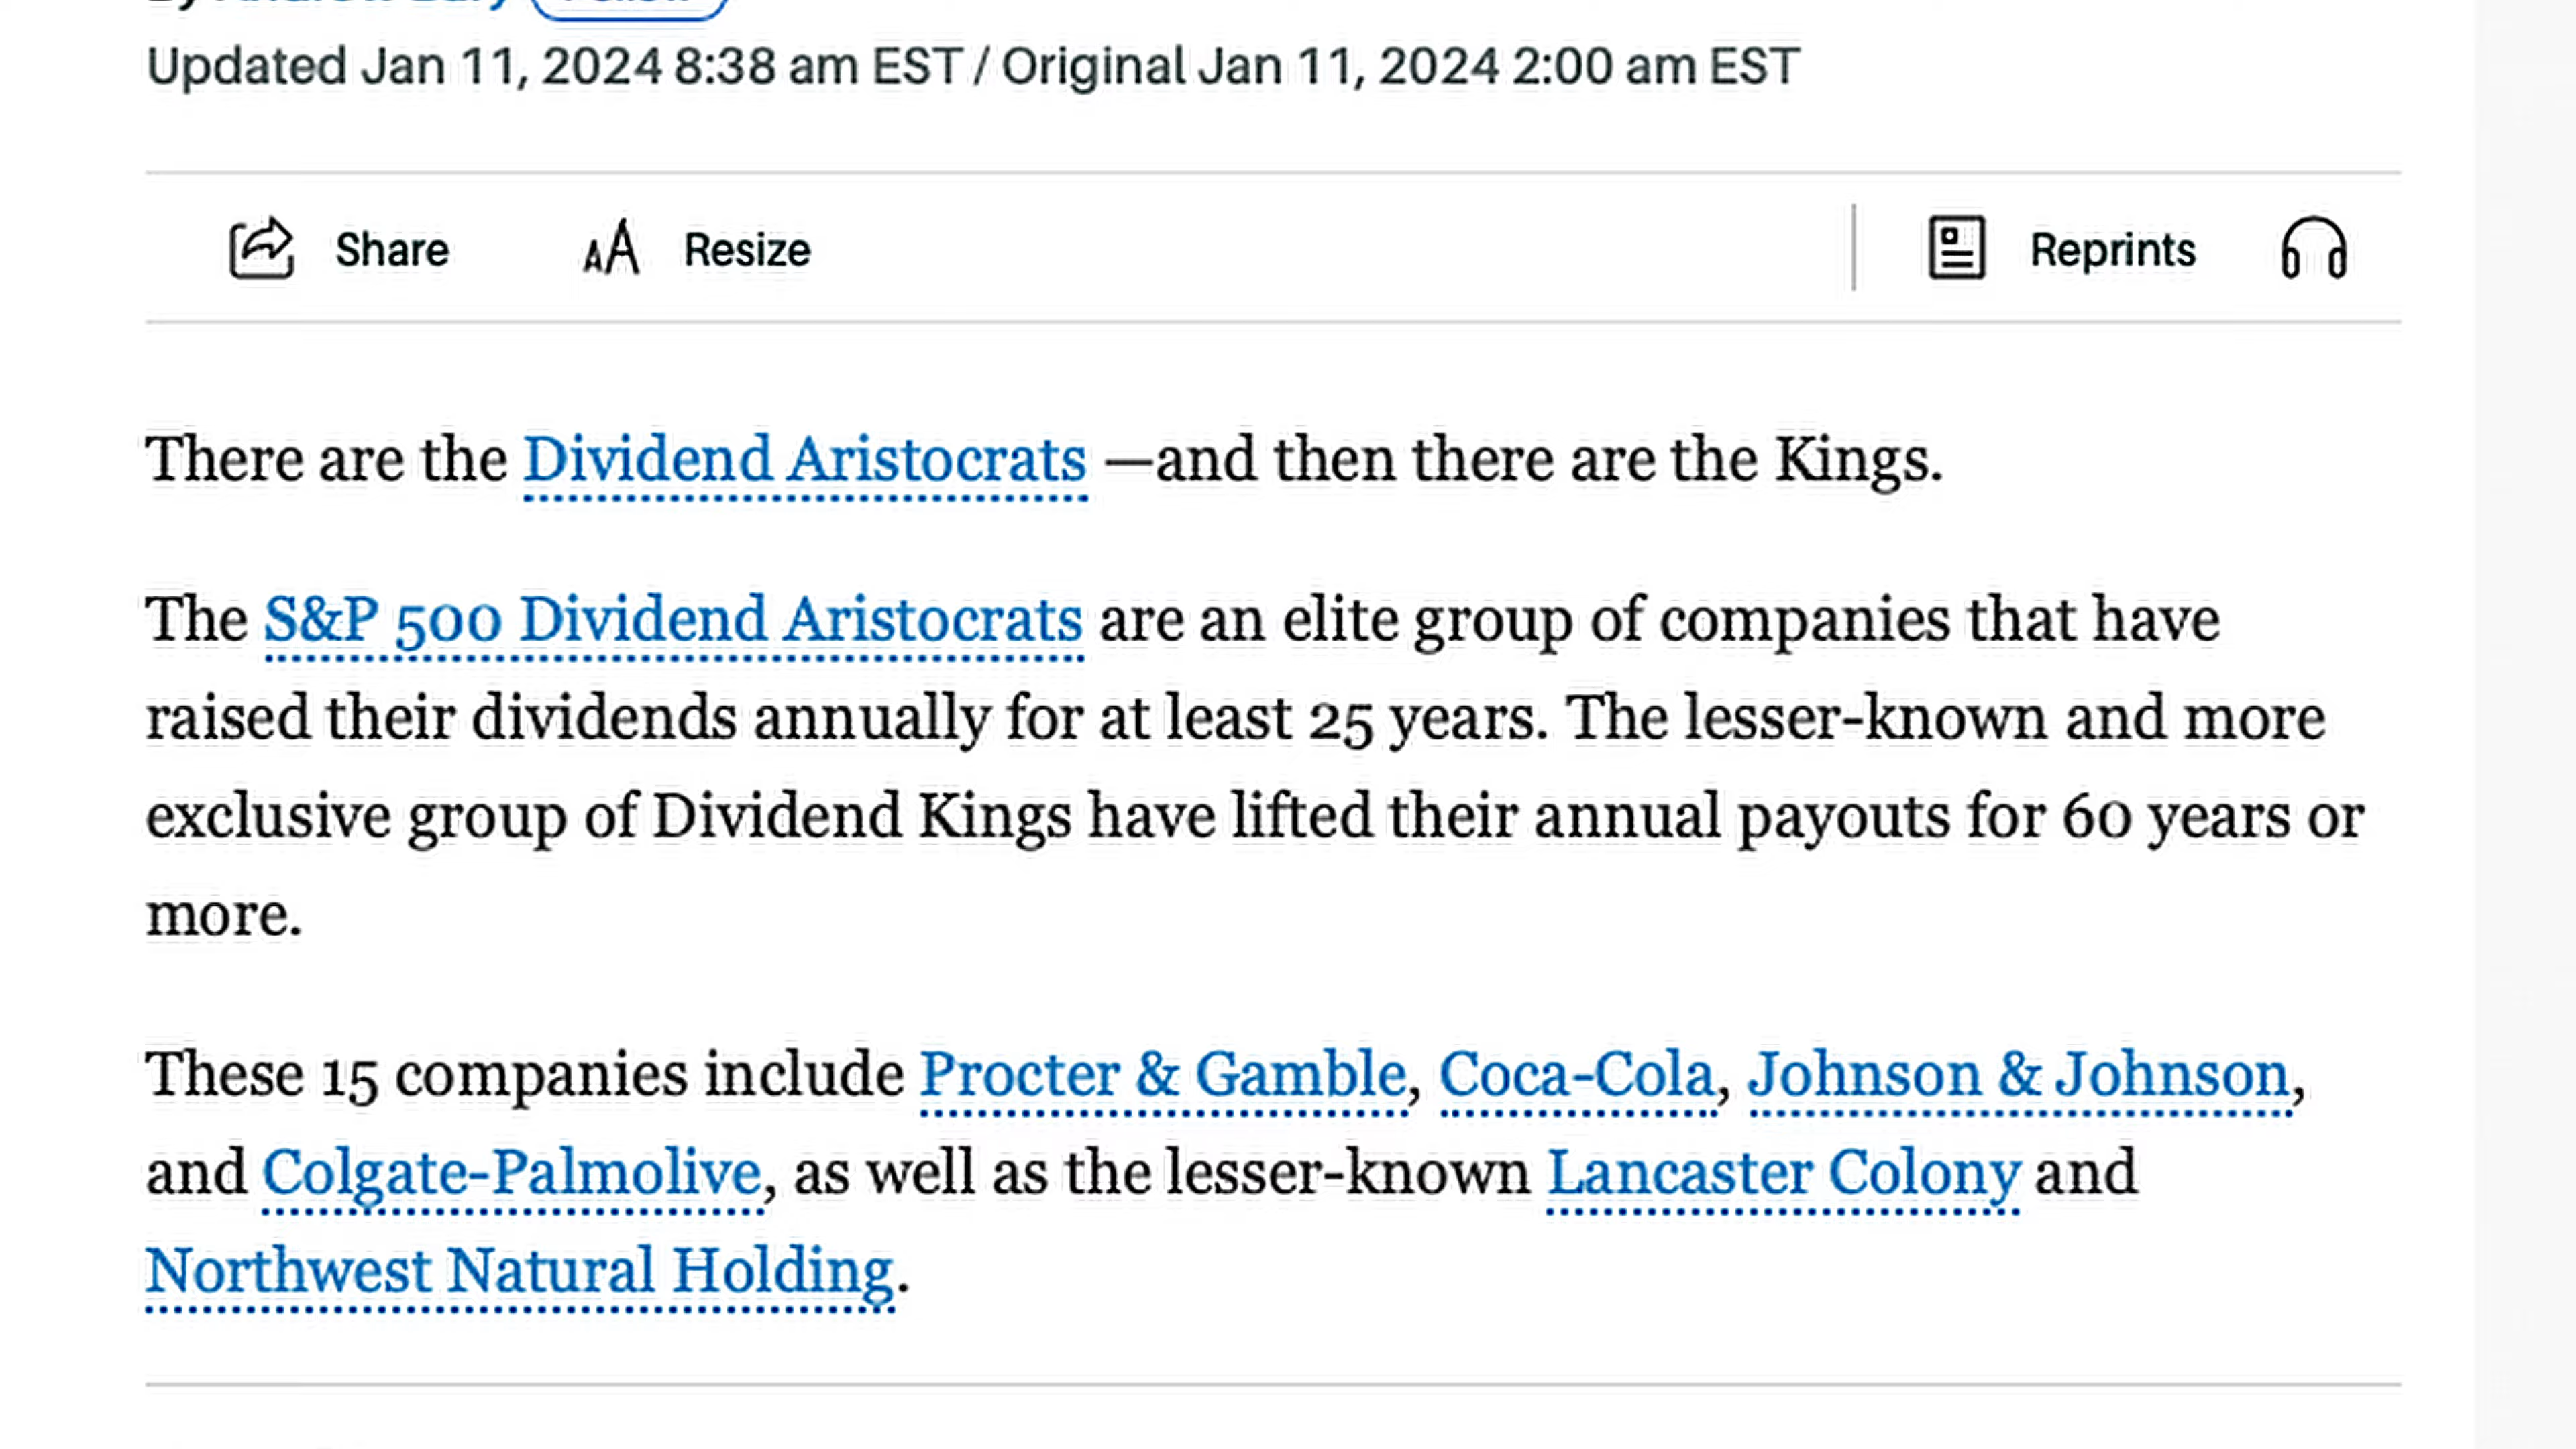 By Andrew Bary Follow
Updated Jan 11, 2024 8:38 am EST / Original Jan 11, 2024 2:00 am EST
Share Resize Reprints
There are the Dividend Aristocrats —and then there are the Kings.
The S&P 500 Dividend Aristocrats are an elite group of companies that have
raised their dividends annually for at least 25 years. The lesser-known and more
exclusive group of Dividend Kings have lifted their annual payouts for 60 years or
more.
These 15 companies include Procter & Gamble, Coca-Cola, Johnson & Johnson,
and Colgate-Palmolive, as well as the lesser-known Lancaster Colony and
Northwest Natural Holding.